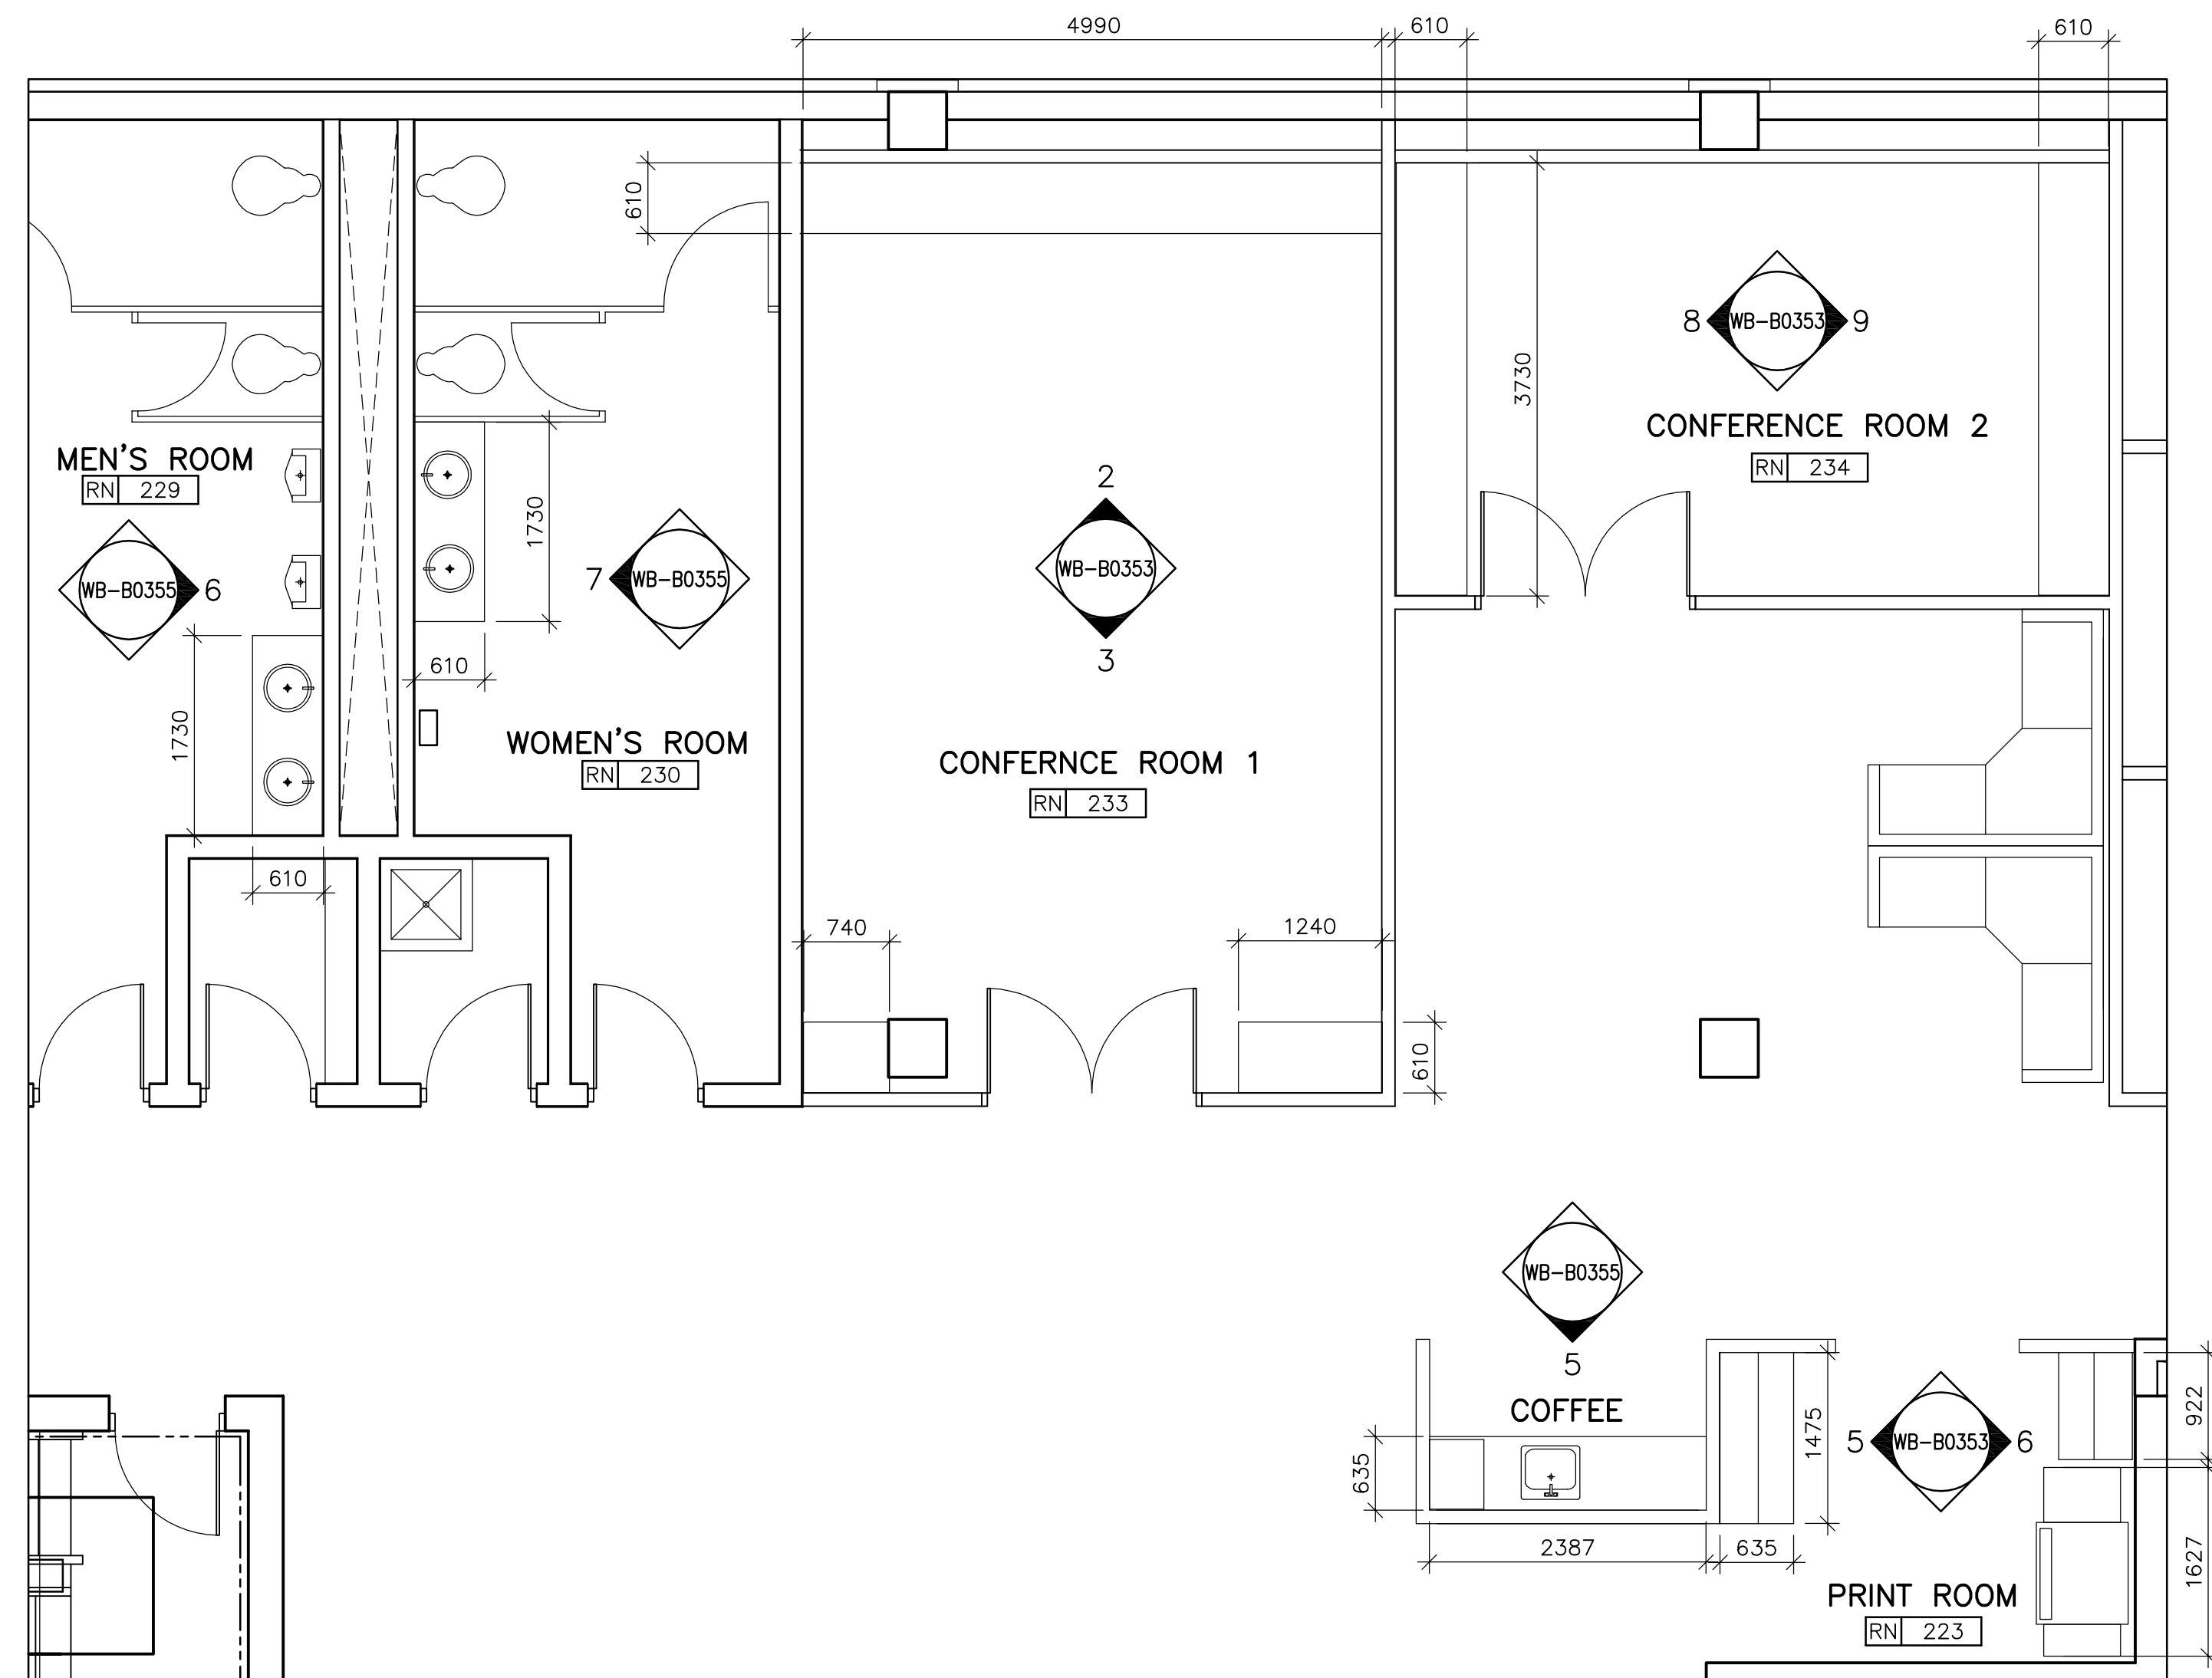 4990
610
610
610
3730
8 WB-B0353 9
CONFERENCE ROOM 2
RN 234
MEN'S ROOM
RN 229
WB-B0355 6
1730
7 WB-B0355
2
WB-B0353
3
610
1730
WOMEN'S ROOM
RN 230
CONFERNCE ROOM 1
RN 233
610
740
1240
610
WB-B0355
5
COFFEE
635
1475
2387
635
5 WB-B0353 6
922
1627
PRINT ROOM
RN 223